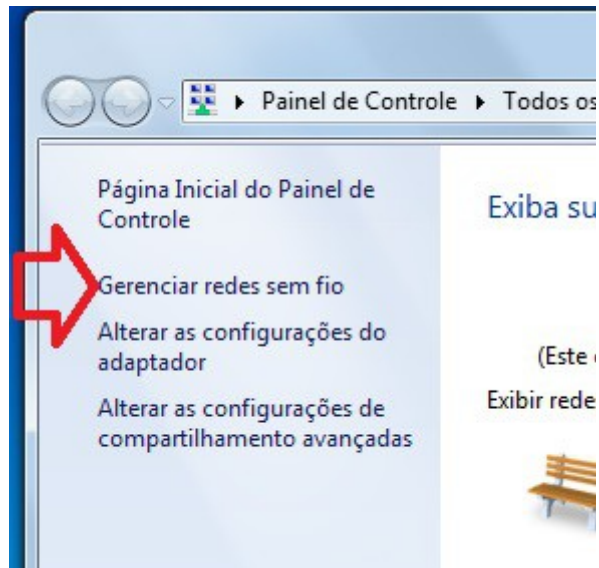 Painel de Controle Todos os
Página Inicial do Painel de
Controle
Gerenciar redes sem fio
Alterar as configurações do
adaptador
Alterar as configurações de
compartilhamento avançadas
Exiba su
(Este
Exibir rede